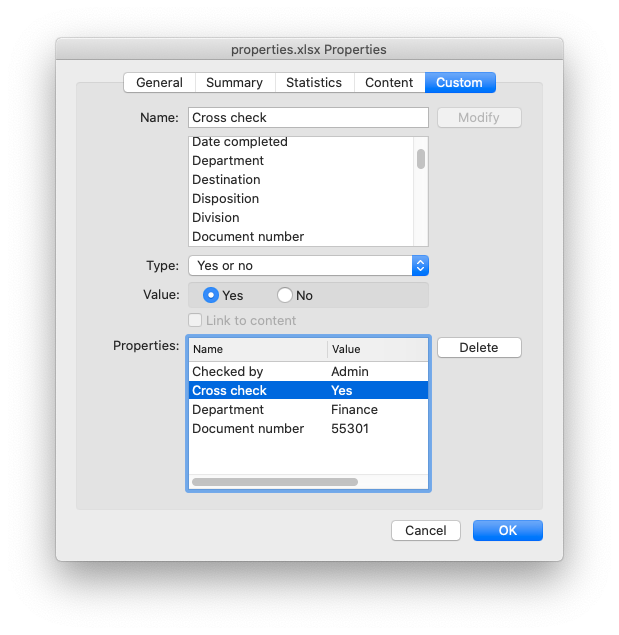 properties.xlsx Properties
General Summary Statistics Content Custom
Name: Cross check Modify
Date completed
Department
Destination
Disposition
Division
Document number
Type: Yes or no
Value: Yes No
Link to content
Properties: Name Value Delete
Checked by Admin
Cross check Yes
Department Finance
Document number 55301
Cancel OK